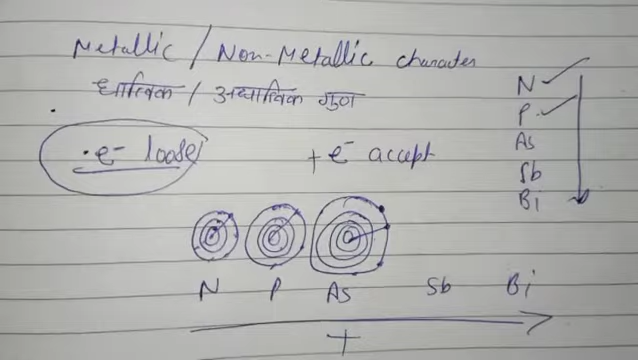 Metallic / Non-Metallic character
धात्विक / अधात्विक गुण
e⁻ loose
+ e⁻ accept
N
P
As
Sb
Bi
N P As Sb Bi
+